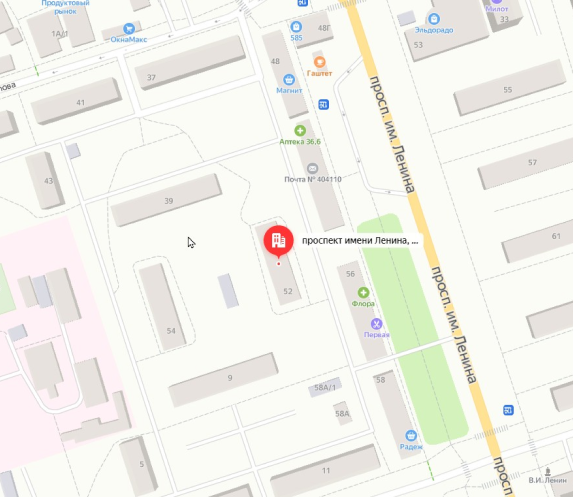 Продуктовый
рынок
1А/1
ОкнаМакс
585
48Г
Эльдорадо
Милот
33
53
48
Гаштет
37
Магнит
41
просп. им. Ленина
55
Аптека 36,6
57
Почта № 404110
43
39
проспект имени Ленина, ...
61
56
52
Флора
54
Первая
просп. им. Ленина
9
58А/1
58
58А
Радеж
5
11
просп
В.И. Ленин